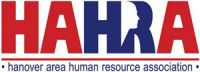 HAHRA
• hanover area human resource association •